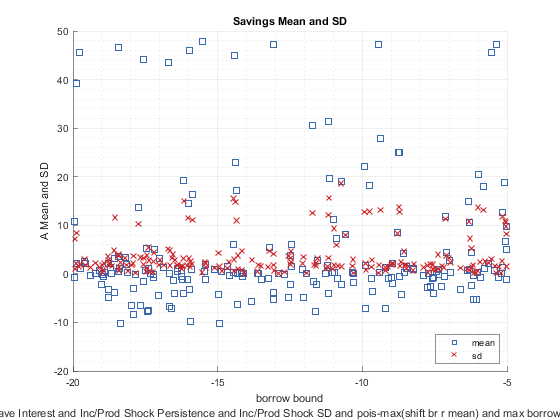 Savings Mean and SD
A Mean and SD
50
40
30
20
10
0
-10
-20
-20
-15
-10
-5
mean
sd
borrow bound
ave Interest and Inc/Prod Shock Persistence and Inc/Prod Shock SD and pois-max(shift br r mean) and max borrow